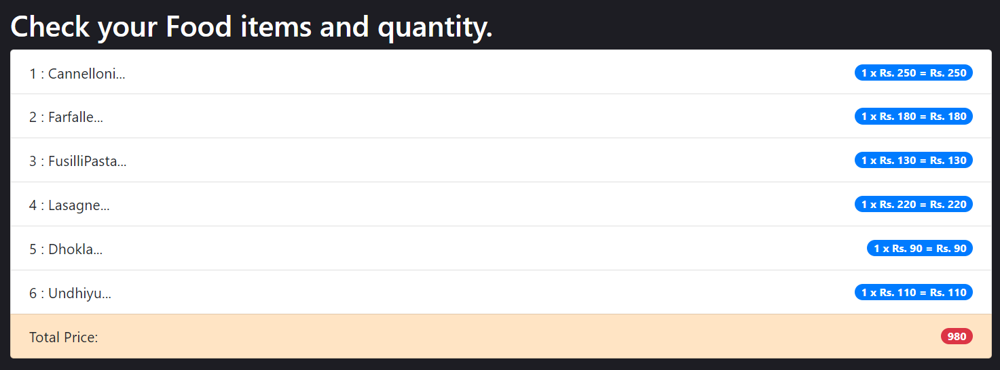 Check your Food items and quantity.
1 : Cannelloni... 1 x Rs. 250 = Rs. 250
2 : Farfalle... 1 x Rs. 180 = Rs. 180
3 : FusilliPasta... 1 x Rs. 130 = Rs. 130
4 : Lasagne... 1 x Rs. 220 = Rs. 220
5 : Dhokla... 1 x Rs. 90 = Rs. 90
6 : Undhiyu... 1 x Rs. 110 = Rs. 110
Total Price: 980